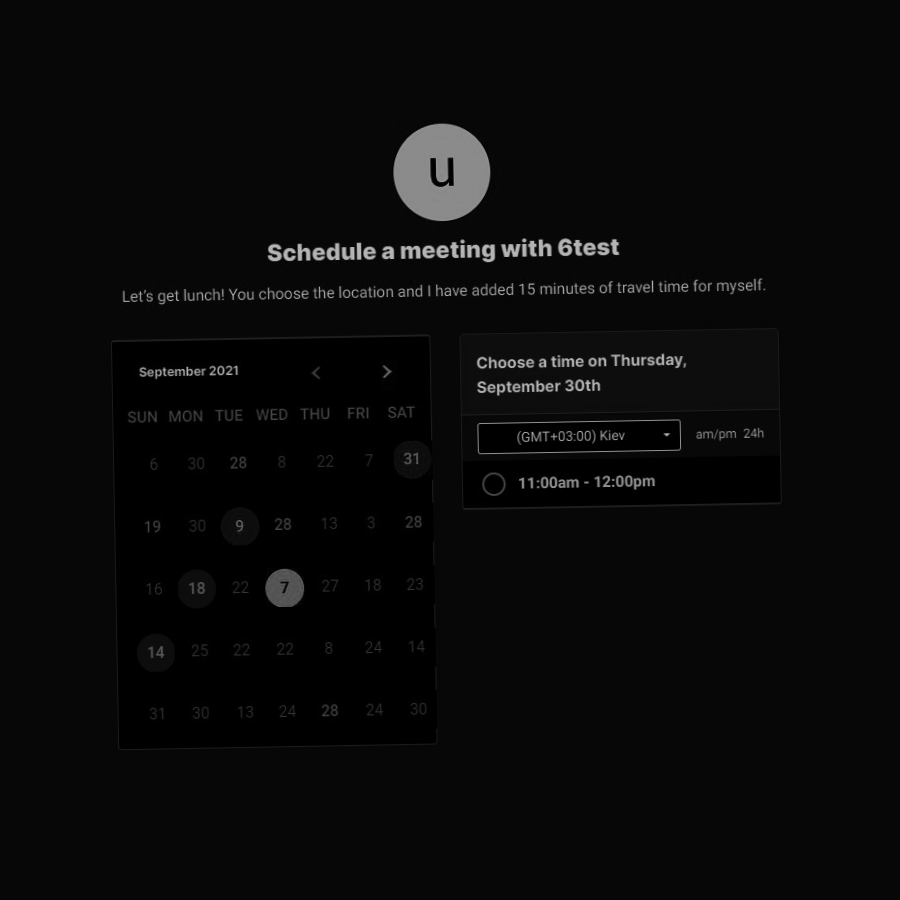 u
Schedule a meeting with 6test
Let's get lunch! You choose the location and I have added 15 minutes of travel time for myself.
September 2021
SUN MON TUE WED THU FRI SAT
6 30 28 8 22 7 31
19 30 9 28 13 3 28
16 18 22 7 27 18 23
14 25 22 22 8 24 14
31 30 13 24 28 24 30
Choose a time on Thursday,
September 30th
(GMT+03:00) Kiev am/pm 24h
11:00am - 12:00pm